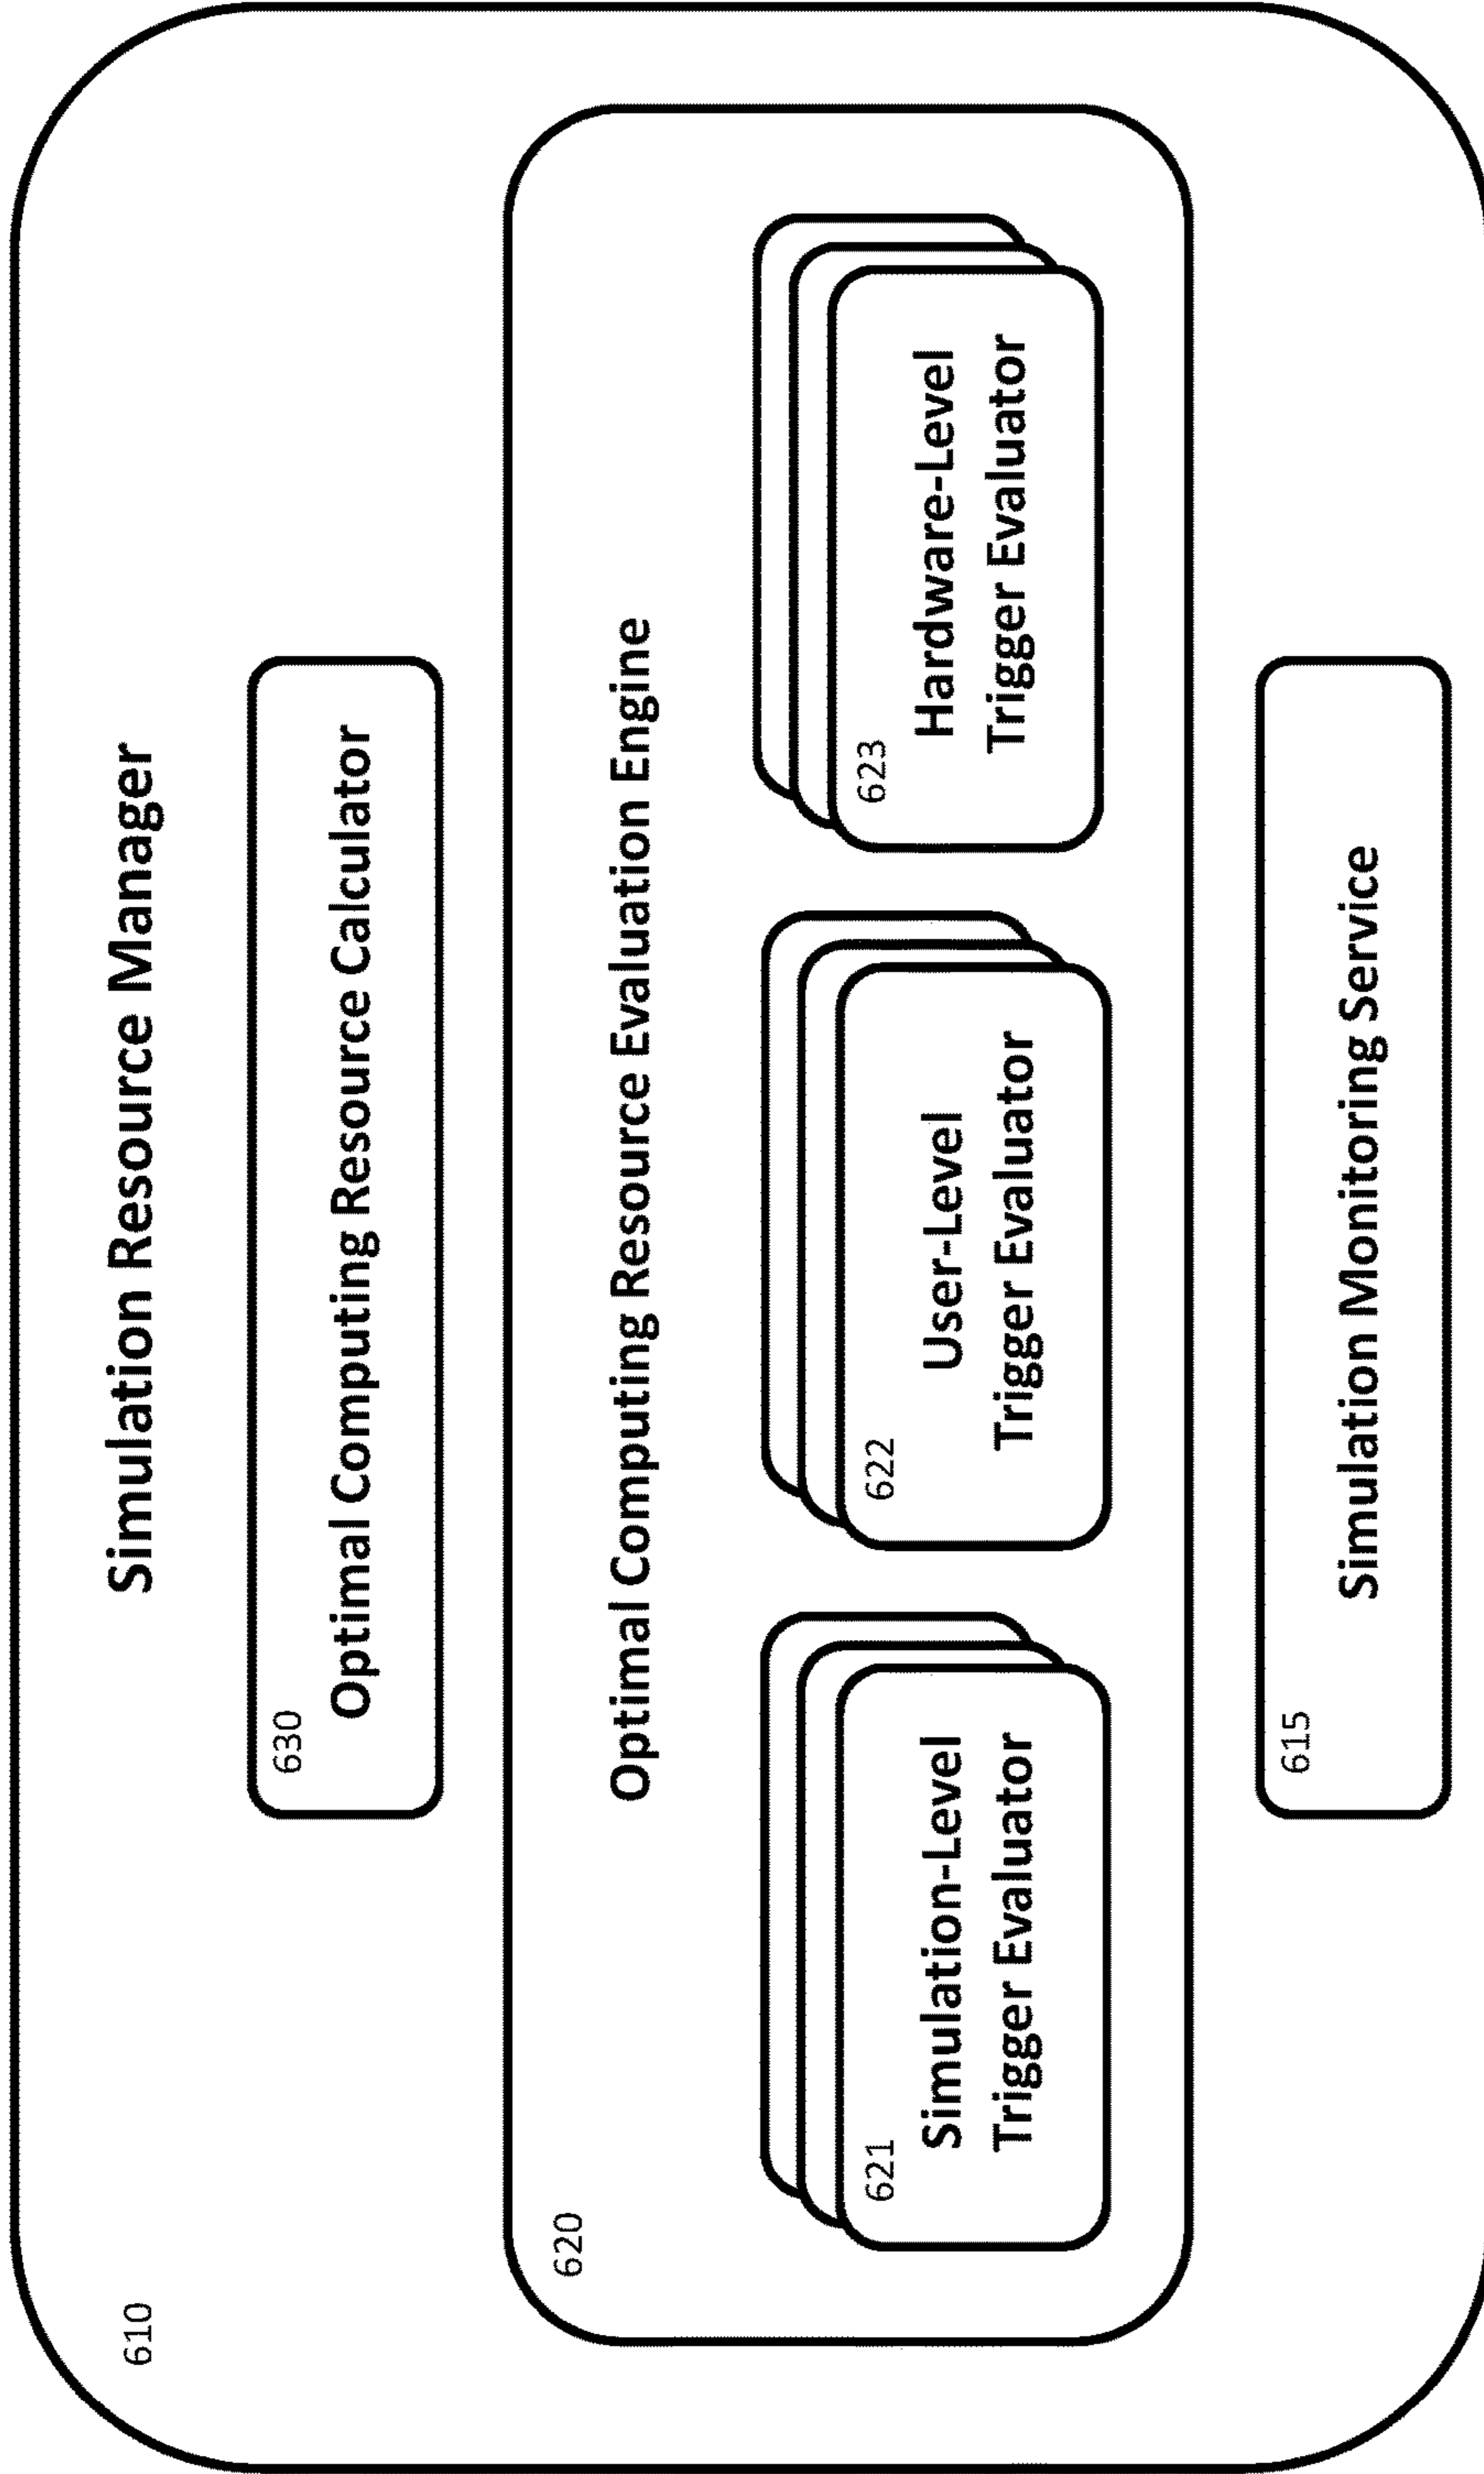 610
Simulation Resource Manager
630
Optimal Computing Resource Calculator
620
Optimal Computing Resource Evaluation Engine
621
Simulation-Level
Trigger Evaluator
622
User-Level
Trigger Evaluator
623
Hardware-Level
Trigger Evaluator
615
Simulation Monitoring Service